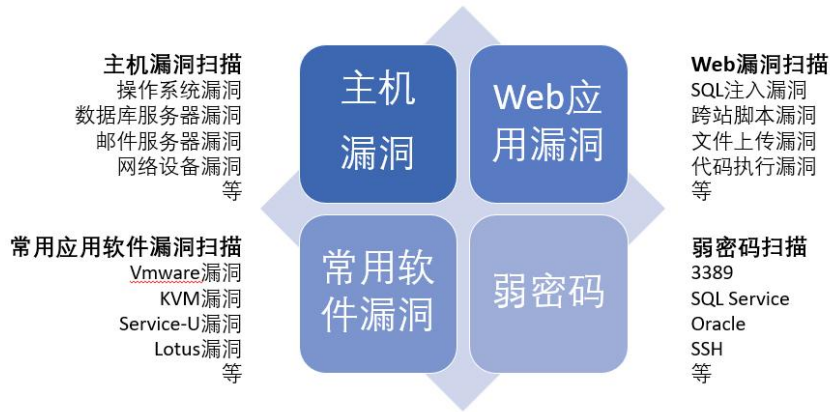 主机漏洞扫描
操作系统漏洞
数据库服务器漏洞
邮件服务器漏洞
网络设备漏洞
等
主机
漏洞
Web应
用漏洞
Web漏洞扫描
SQL注入漏洞
跨站脚本漏洞
文件上传漏洞
代码执行漏洞
等
常用应用软件漏洞扫描
Vmware漏洞
KVM漏洞
Service-U漏洞
Lotus漏洞
等
常用软
件漏洞
弱密码
弱密码扫描
3389
SQL Service
Oracle
SSH
等